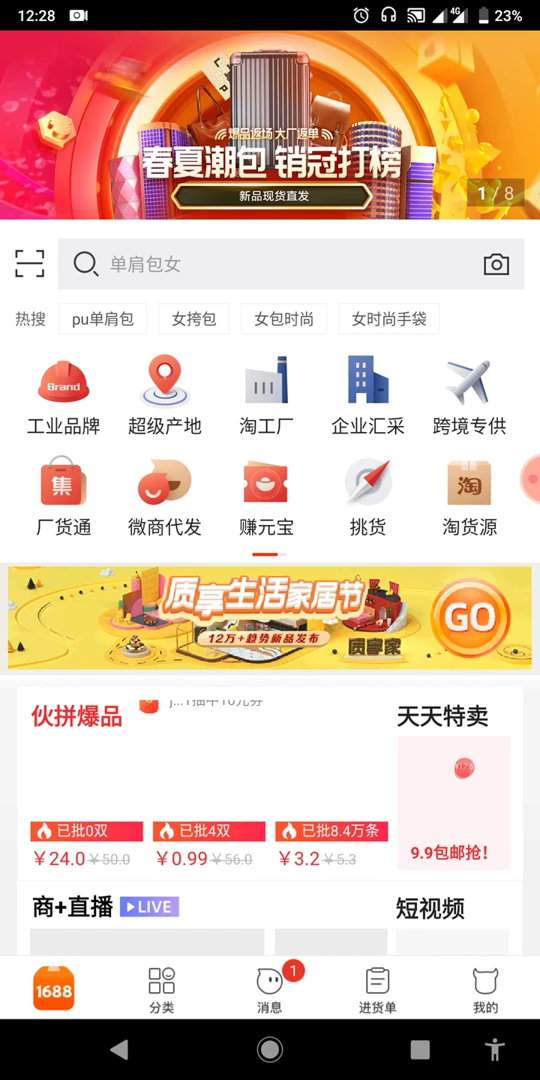 12:28
4G
23%
爆品返场 大厂返单
春夏潮包 销冠打榜
新品现货直发
1 / 8
单肩包女
热搜 pu单肩包 女挎包 女包时尚 女时尚手袋
Brand
工业品牌 超级产地 淘工厂 企业汇采 跨境专供
集
淘
厂货通 微商代发 赚元宝 挑货 淘货源
质享生活家居节
12万+趋势新品发布
质享家
GO
伙拼爆品
天天特卖
已批0双 已批4双 已批8.4万条
¥24.0 ¥50.0 ¥0.99 ¥56.0 ¥3.2 ¥5.3
9.9包邮抢!
商+直播 LIVE
短视频
1688
1
分类 消息 进货单 我的